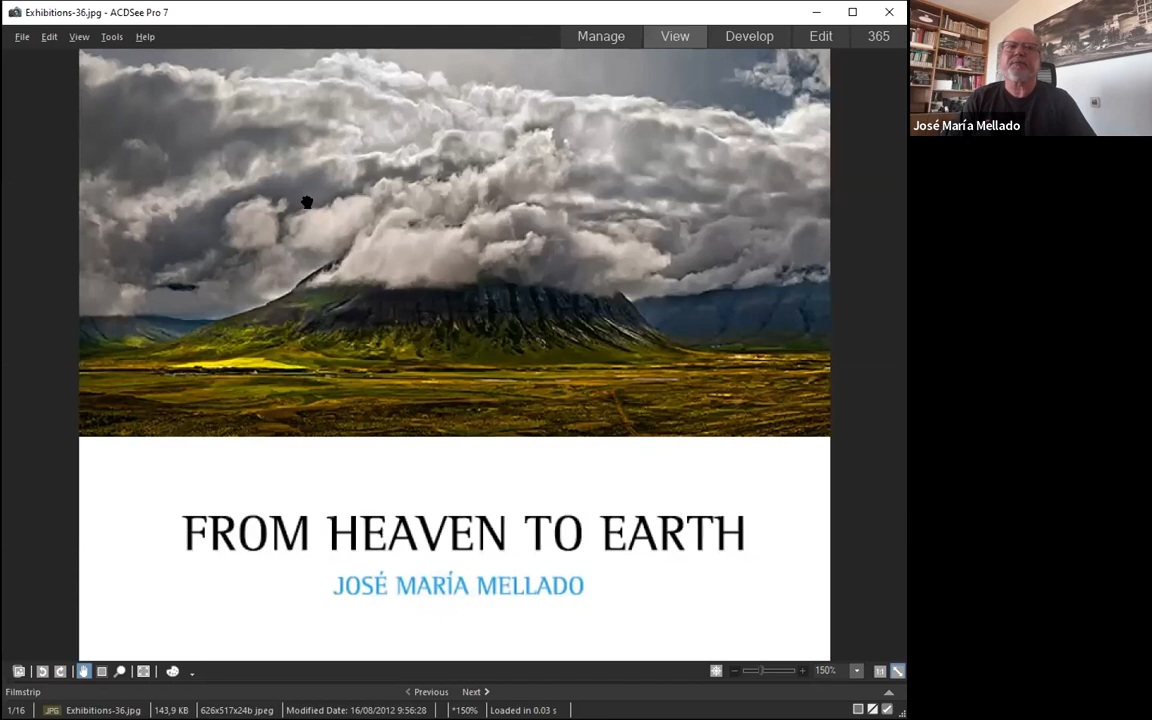 Exhibitions-36.jpg - ACDSee Pro 7
File Edit View Tools Help
Manage View Develop Edit 365
José María Mellado
FROM HEAVEN TO EARTH
JOSÉ MARÍA MELLADO
150%
Filmstrip
Previous Next
1/16 JPG Exhibitions-36.jpg 143,9 KB 626x517x24b jpeg Modified Date: 16/08/2012 9:56:28 *150% Loaded in 0.03 s